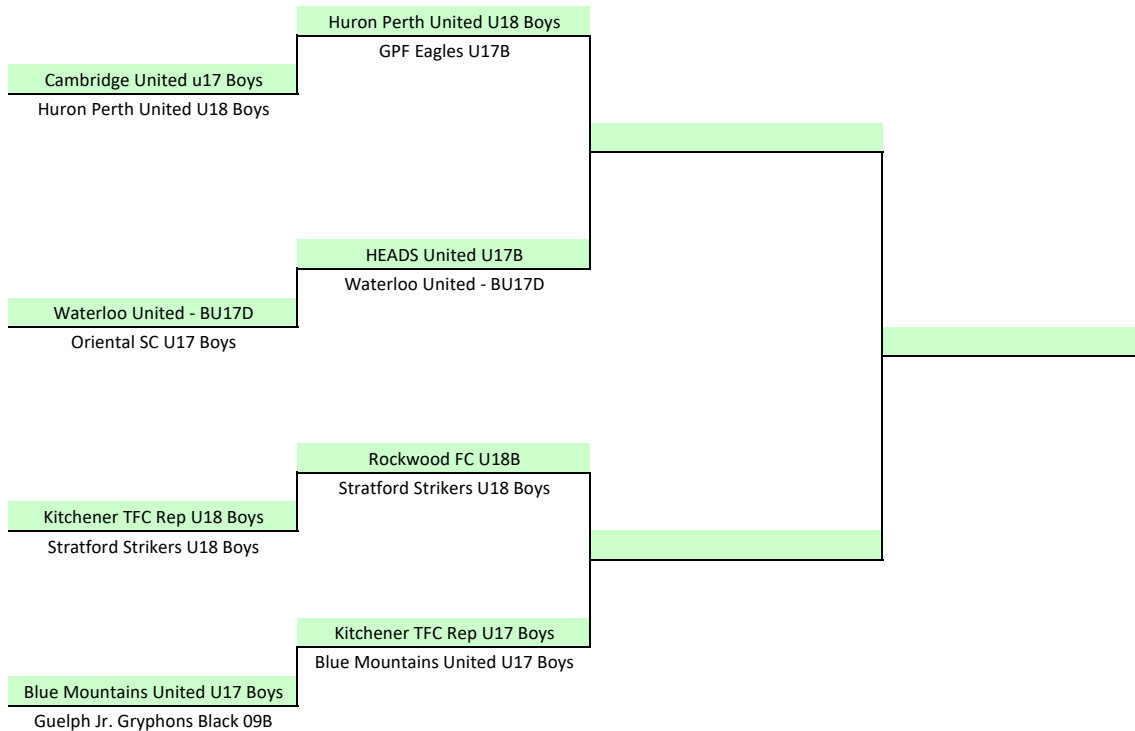 Huron Perth United U18 Boys
GPF Eagles U17B
Cambridge United u17 Boys
Huron Perth United U18 Boys
HEADS United U17B
Waterloo United - BU17D
Waterloo United - BU17D
Oriental SC U17 Boys
Rockwood FC U18B
Stratford Strikers U18 Boys
Kitchener TFC Rep U18 Boys
Stratford Strikers U18 Boys
Kitchener TFC Rep U17 Boys
Blue Mountains United U17 Boys
Blue Mountains United U17 Boys
Guelph Jr. Gryphons Black 09B